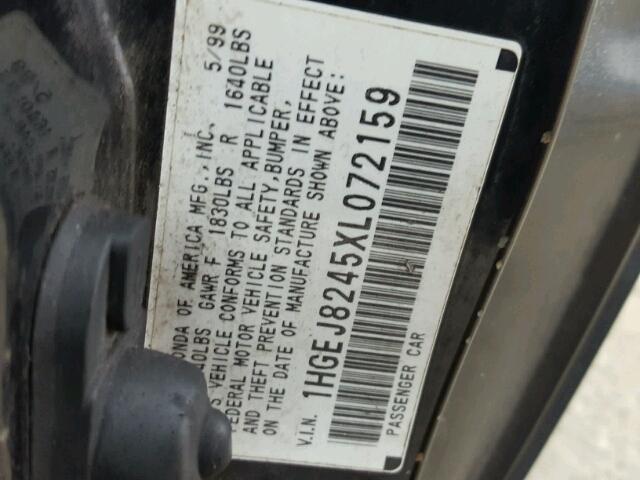 ONDA OF AMERICA MFG., INC. 5/99
40LBS GAWR F 1830LBS R 1640LBS
S VEHICLE CONFORMS TO ALL APPLICABLE
FEDERAL MOTOR VEHICLE SAFETY, BUMPER,
AND THEFT PREVENTION STANDARDS IN EFFECT
ON THE DATE OF MANUFACTURE SHOWN ABOVE:
V.I.N. 1HGEJ8245XL072159
PASSENGER CAR